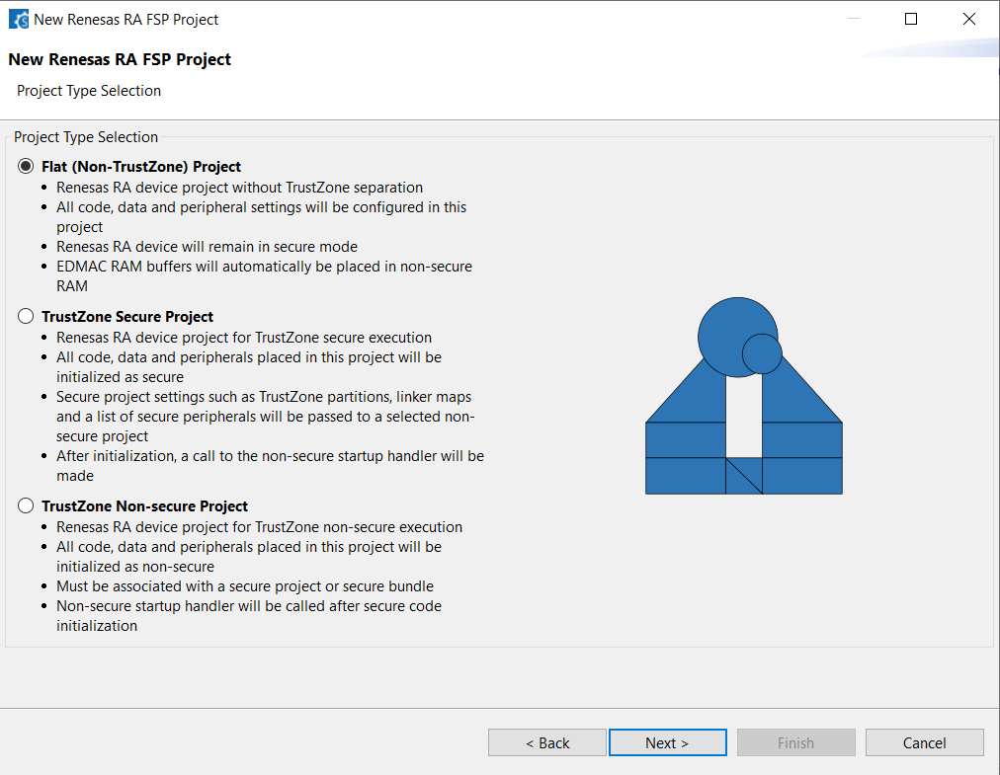 New Renesas RA FSP Project
New Renesas RA FSP Project
Project Type Selection
Project Type Selection
Flat (Non-TrustZone) Project
• Renesas RA device project without TrustZone separation
• All code, data and peripheral settings will be configured in this
project
• Renesas RA device will remain in secure mode
• EDMAC RAM buffers will automatically be placed in non-secure
RAM
TrustZone Secure Project
• Renesas RA device project for TrustZone secure execution
• All code, data and peripherals placed in this project will be
initialized as secure
• Secure project settings such as TrustZone partitions, linker maps
and a list of secure peripherals will be passed to a selected non-
secure project
• After initialization, a call to the non-secure startup handler will be
made
TrustZone Non-secure Project
• Renesas RA device project for TrustZone non-secure execution
• All code, data and peripherals placed in this project will be
initialized as non-secure
• Must be associated with a secure project or secure bundle
• Non-secure startup handler will be called after secure code
initialization
< Back
Next >
Finish
Cancel